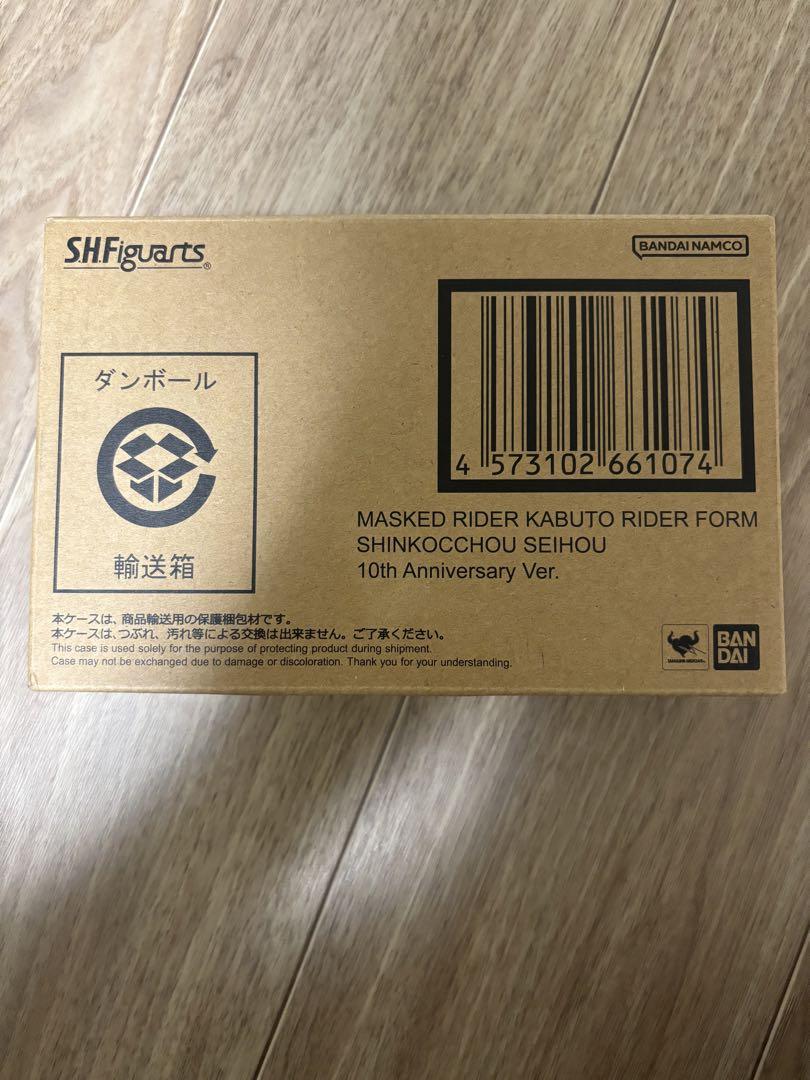 S.H.Figuarts®
BANDAI NAMCO
ダンボール
輸送箱
4 573102 661074
MASKED RIDER KABUTO RIDER FORM
SHINKOCCHOU SEIHOU
10th Anniversary Ver.
本ケースは、商品輸送用の保護梱包材です。
本ケースは、つぶれ、汚れ等による交換は出来ません。ご了承ください。
This case is used solely for the purpose of protecting product during shipment.
Case may not be exchanged due to damage or discoloration. Thank you for your understanding.
BAN
DAI